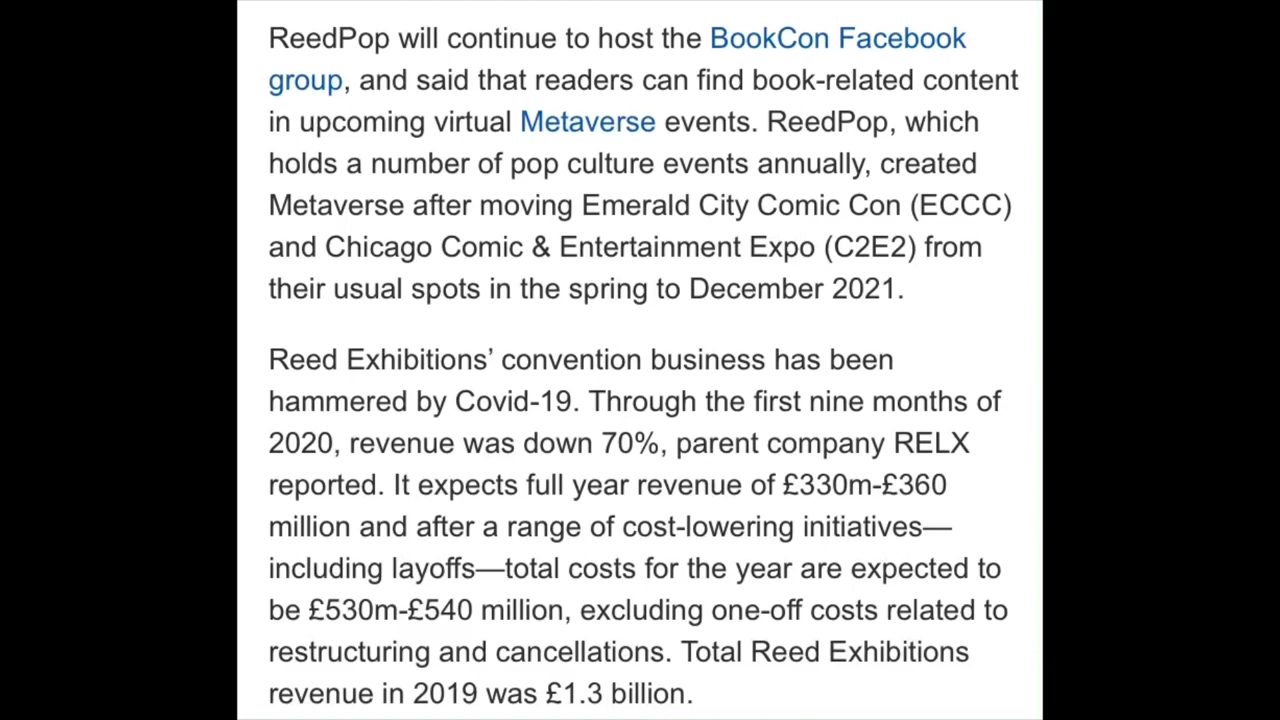 ReedPop will continue to host the BookCon Facebook
group, and said that readers can find book-related content
in upcoming virtual Metaverse events. ReedPop, which
holds a number of pop culture events annually, created
Metaverse after moving Emerald City Comic Con (ECCC)
and Chicago Comic & Entertainment Expo (C2E2) from
their usual spots in the spring to December 2021.
Reed Exhibitions’ convention business has been
hammered by Covid-19. Through the first nine months of
2020, revenue was down 70%, parent company RELX
reported. It expects full year revenue of £330m-£360
million and after a range of cost-lowering initiatives—
including layoffs—total costs for the year are expected to
be £530m-£540 million, excluding one-off costs related to
restructuring and cancellations. Total Reed Exhibitions
revenue in 2019 was £1.3 billion.